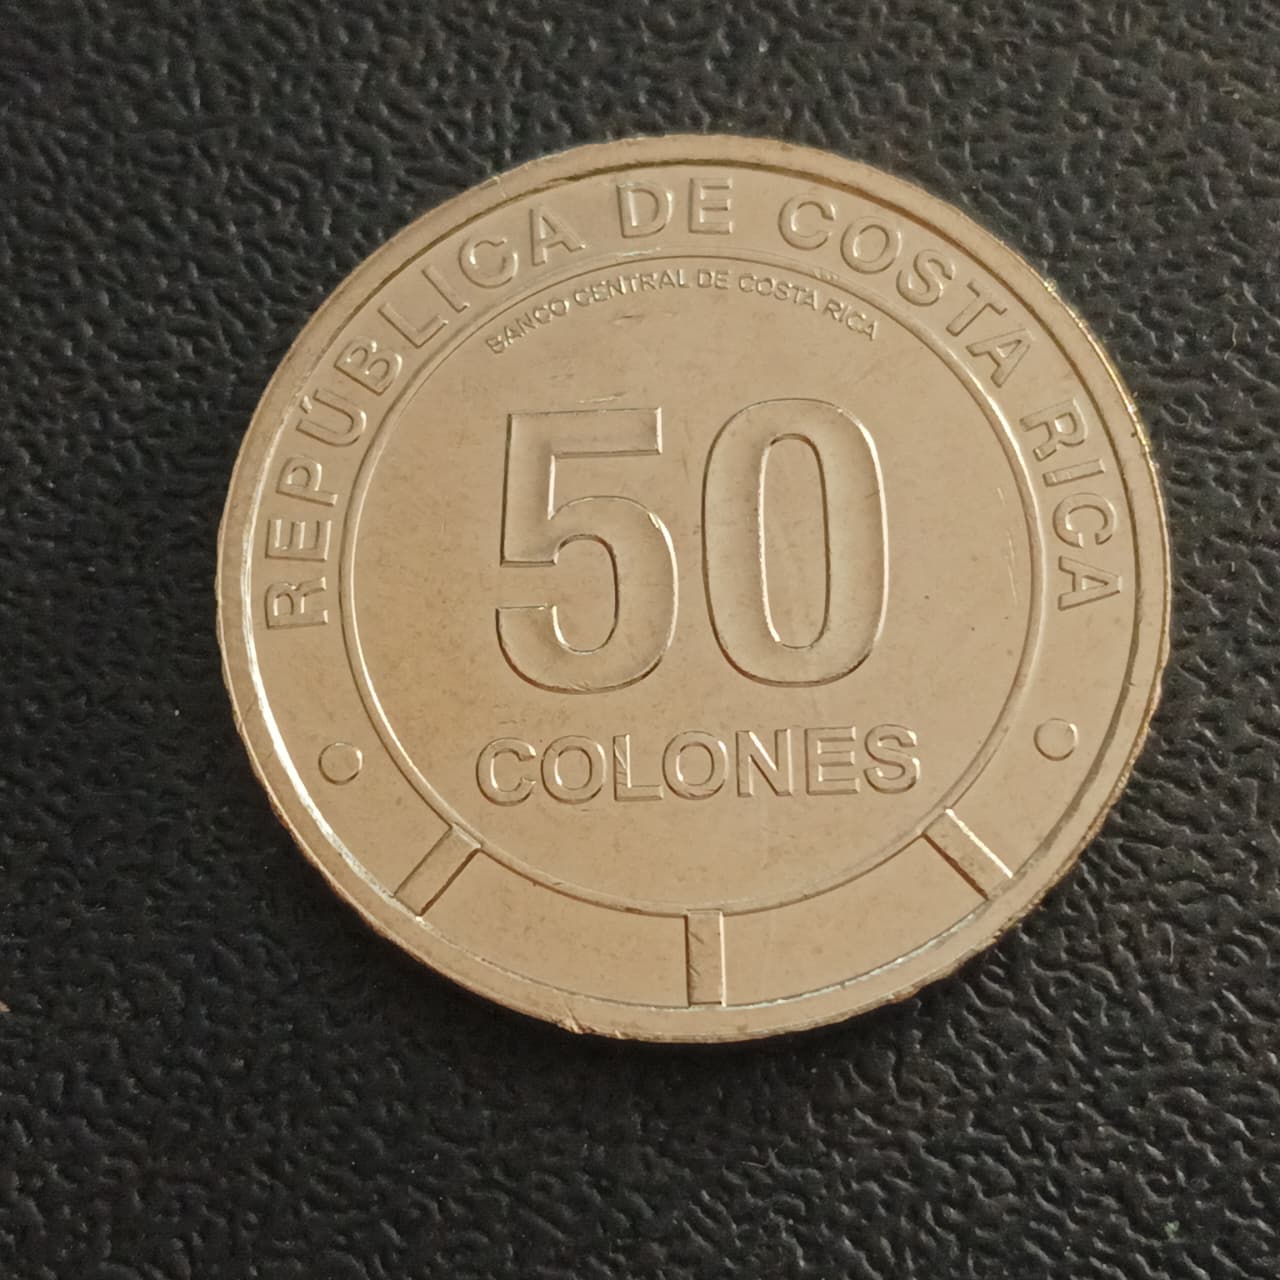 REPÚBLICA DE COSTA RICA
BANCO CENTRAL DE COSTA RICA
50
COLONES